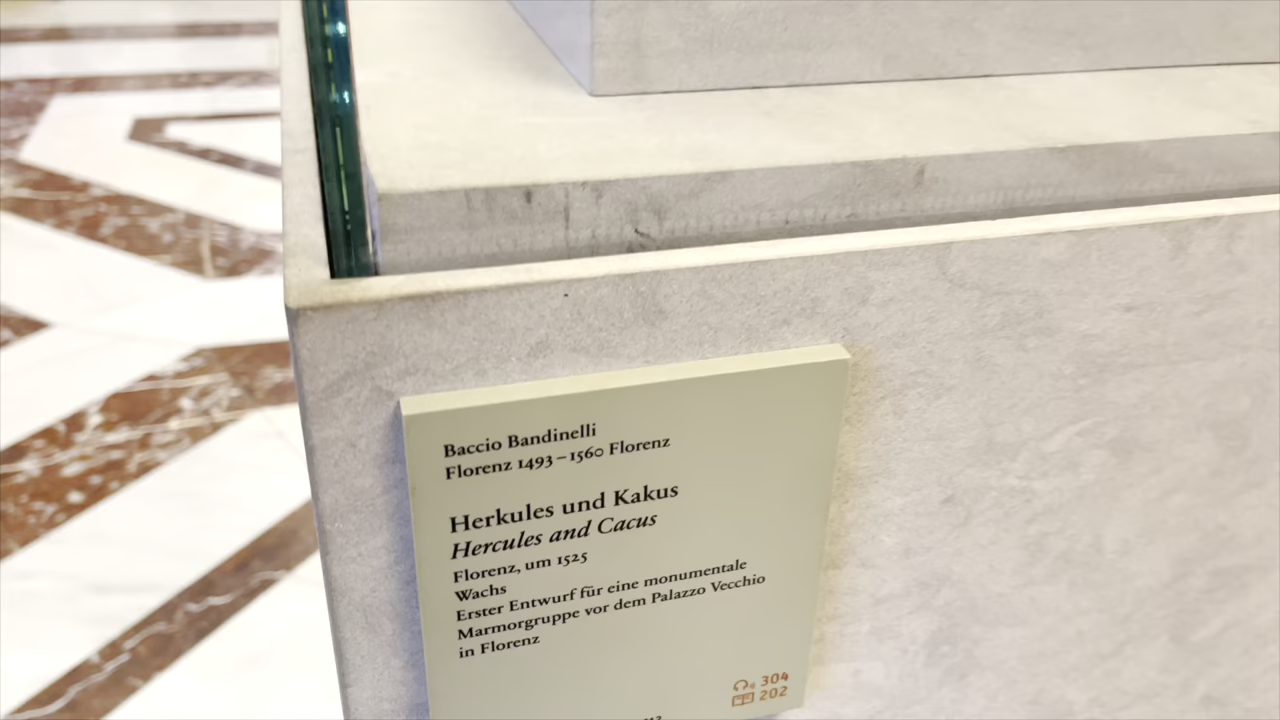 Baccio Bandinelli
Florenz 1493–1560 Florenz
Herkules und Kakus
Hercules and Cacus
Florenz, um 1525
Wachs
Erster Entwurf für eine monumentale
Marmorgruppe vor dem Palazzo Vecchio
in Florenz
304
202